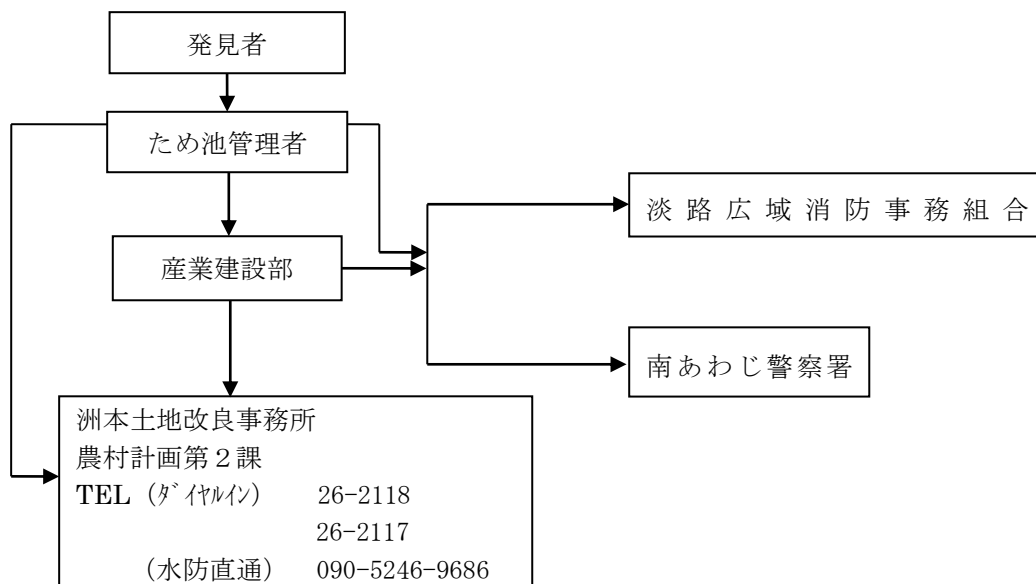 発見者
ため池管理者
淡路広域消防事務組合
産業建設部
南あわじ警察署
洲本土地改良事務所
農村計画第２課
TEL（ﾀﾞｲﾔﾙｲﾝ） 26-2118
26-2117
（水防直通） 090-5246-9686